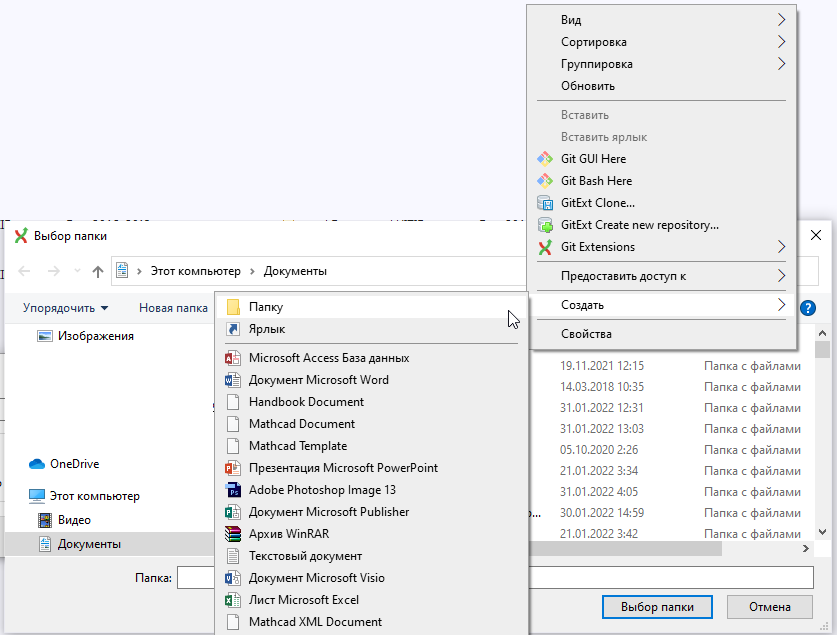 Вид
Сортировка
Группировка
Обновить
Вставить
Вставить ярлык
Git GUI Here
Git Bash Here
GitExt Clone...
GitExt Create new repository...
Git Extensions
Предоставить доступ к
Создать
Свойства
Выбор папки
Этот компьютер
Документы
Упорядочить
Новая папка
Изображения
OneDrive
Этот компьютер
Видео
Документы
Папку
Ярлык
Microsoft Access База данных
Документ Microsoft Word
Handbook Document
Mathcad Document
Mathcad Template
Презентация Microsoft PowerPoint
Adobe Photoshop Image 13
Документ Microsoft Publisher
Архив WinRAR
Текстовый документ
Документ Microsoft Visio
Лист Microsoft Excel
Mathcad XML Document
19.11.2021 12:15 Папка с файлами
14.03.2018 10:35 Папка с файлами
31.01.2022 12:31 Папка с файлами
31.01.2022 13:03 Папка с файлами
05.10.2020 2:26 Папка с файлами
21.01.2022 3:34 Папка с файлами
31.01.2022 4:05 Папка с файлами
30.01.2022 14:59 Папка с файлами
21.01.2022 3:42 Папка с файлами
Папка:
Выбор папки
Отмена